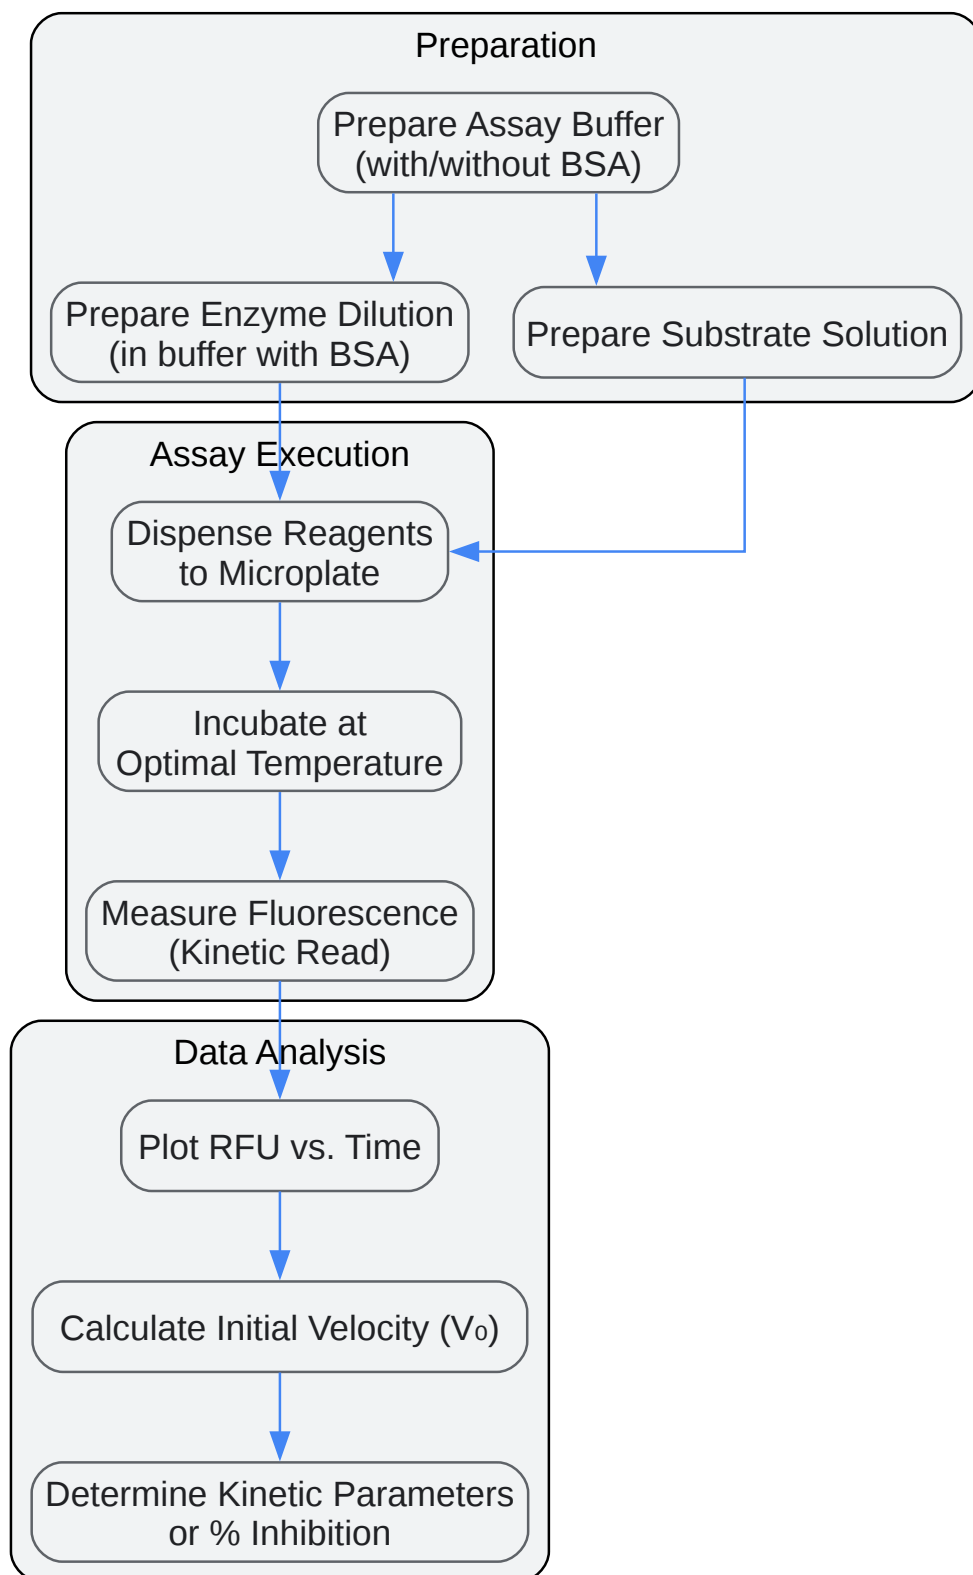 Preparation
Prepare Assay Buffer
(with/without BSA)
Prepare Enzyme Dilution
(in buffer with BSA)
Prepare Substrate Solution
Assay Execution
Dispense Reagents
to Microplate
Incubate at
Optimal Temperature
Measure Fluorescence
(Kinetic Read)
Data Analysis
Plot RFU vs. Time
Calculate Initial Velocity (V₀)
Determine Kinetic Parameters
or % Inhibition